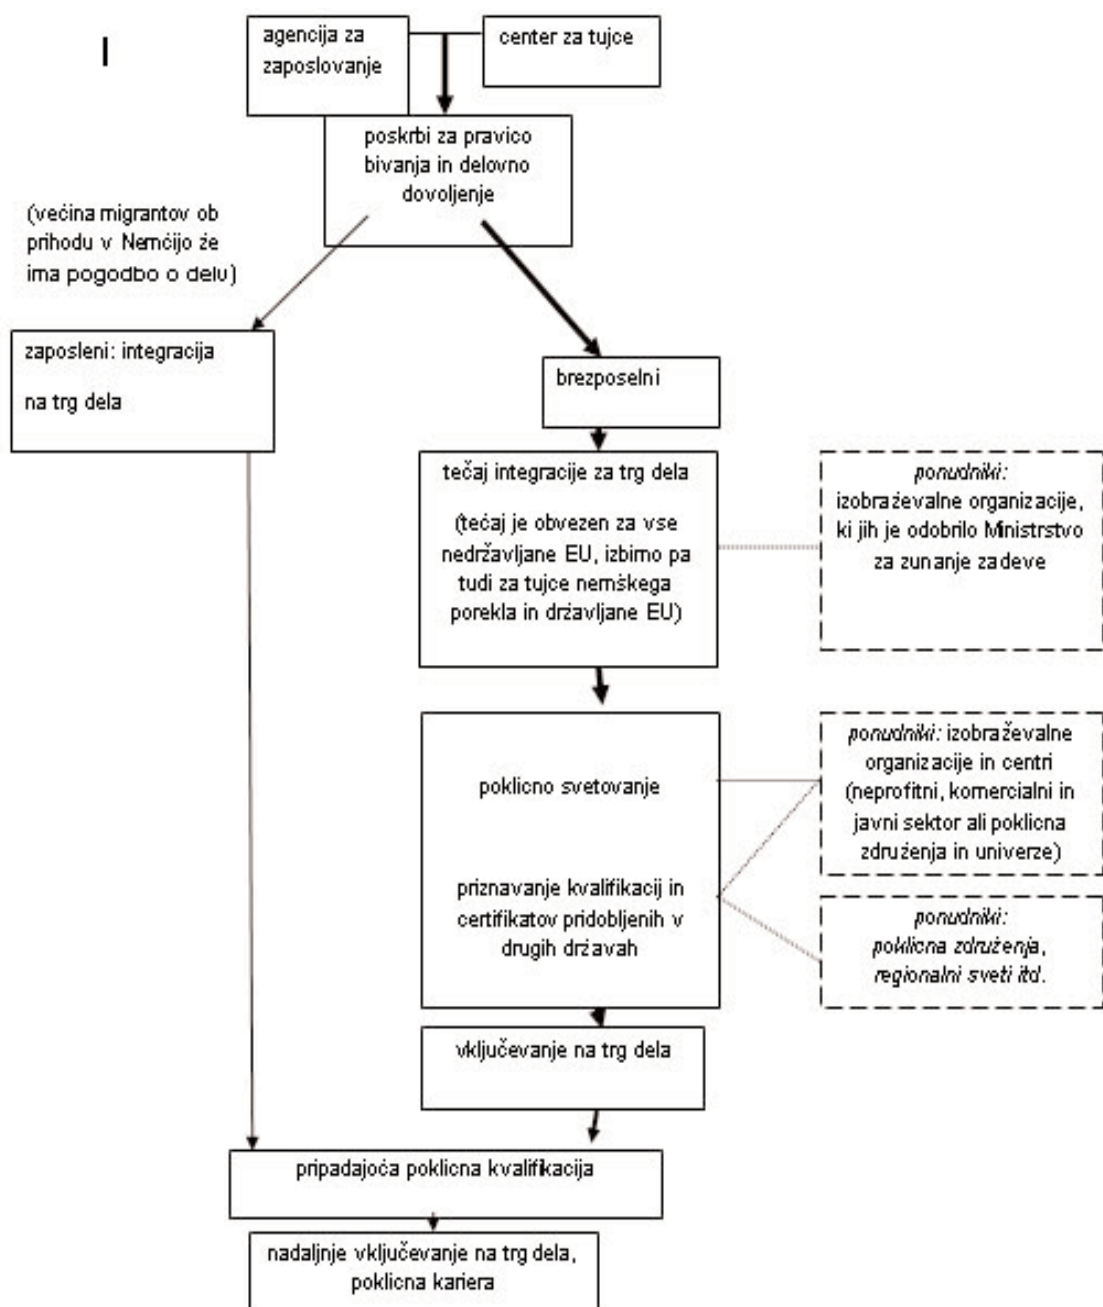 I
agencija za
zaposlovanje
center za tujce
poskrbi za pravico
bivanja in delovno
dovoljenje
(većina migrantov ob
prihodu v Nemćijo że
ima pogodbo o delu)
zaposleni: integracija
na trg dela
brezposelni
tečaj integracije za trg dela
(tećaj je obvezen za vse
nedržavljane EU, izbirno pa
tudi za tujce nemškega
porekla in državljane EU)
ponudniki:
izobraževalne organizacije,
ki jih je odobrilo Ministrstvo
za zunanje zadeve
poklicno svetovanje
priznavanje kvalifikacij in
certifikatov pridobljenih v
drugih državah
ponudniki: izobraževalne
organizacije in centri
(neprofitni, komercialni in
javni sektor ali poklicna
združenja in univerze)
ponudniki:
poklicna združenja,
regionalni sveti itd.
vključevanje na trg dela
pripadajoća poklicna kvalifikacija
nadaljnje vključevanje na trg dela,
poklicna kariera